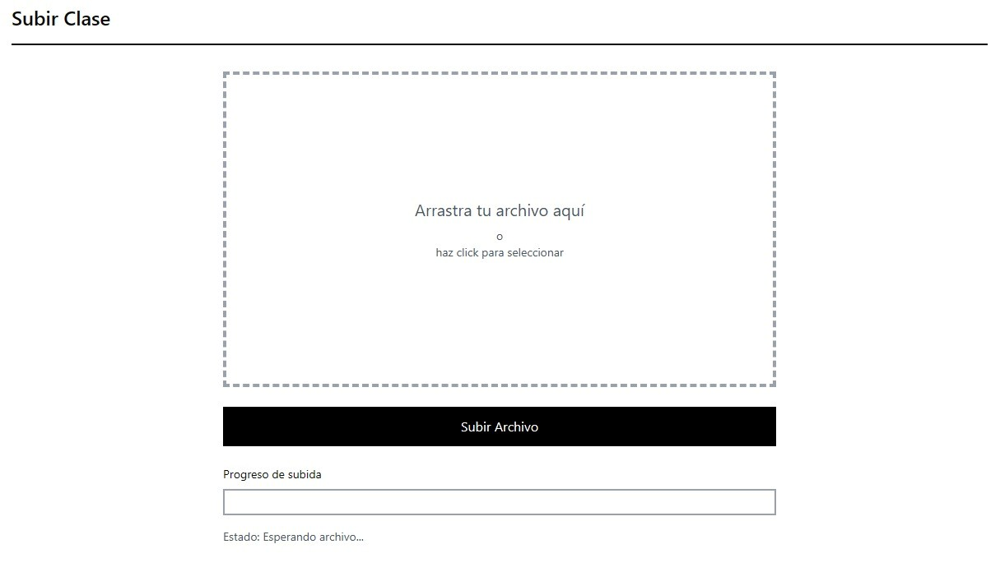 Subir Clase
Arrastra tu archivo aquí
o
haz click para seleccionar
Subir Archivo
Progreso de subida
Estado: Esperando archivo...